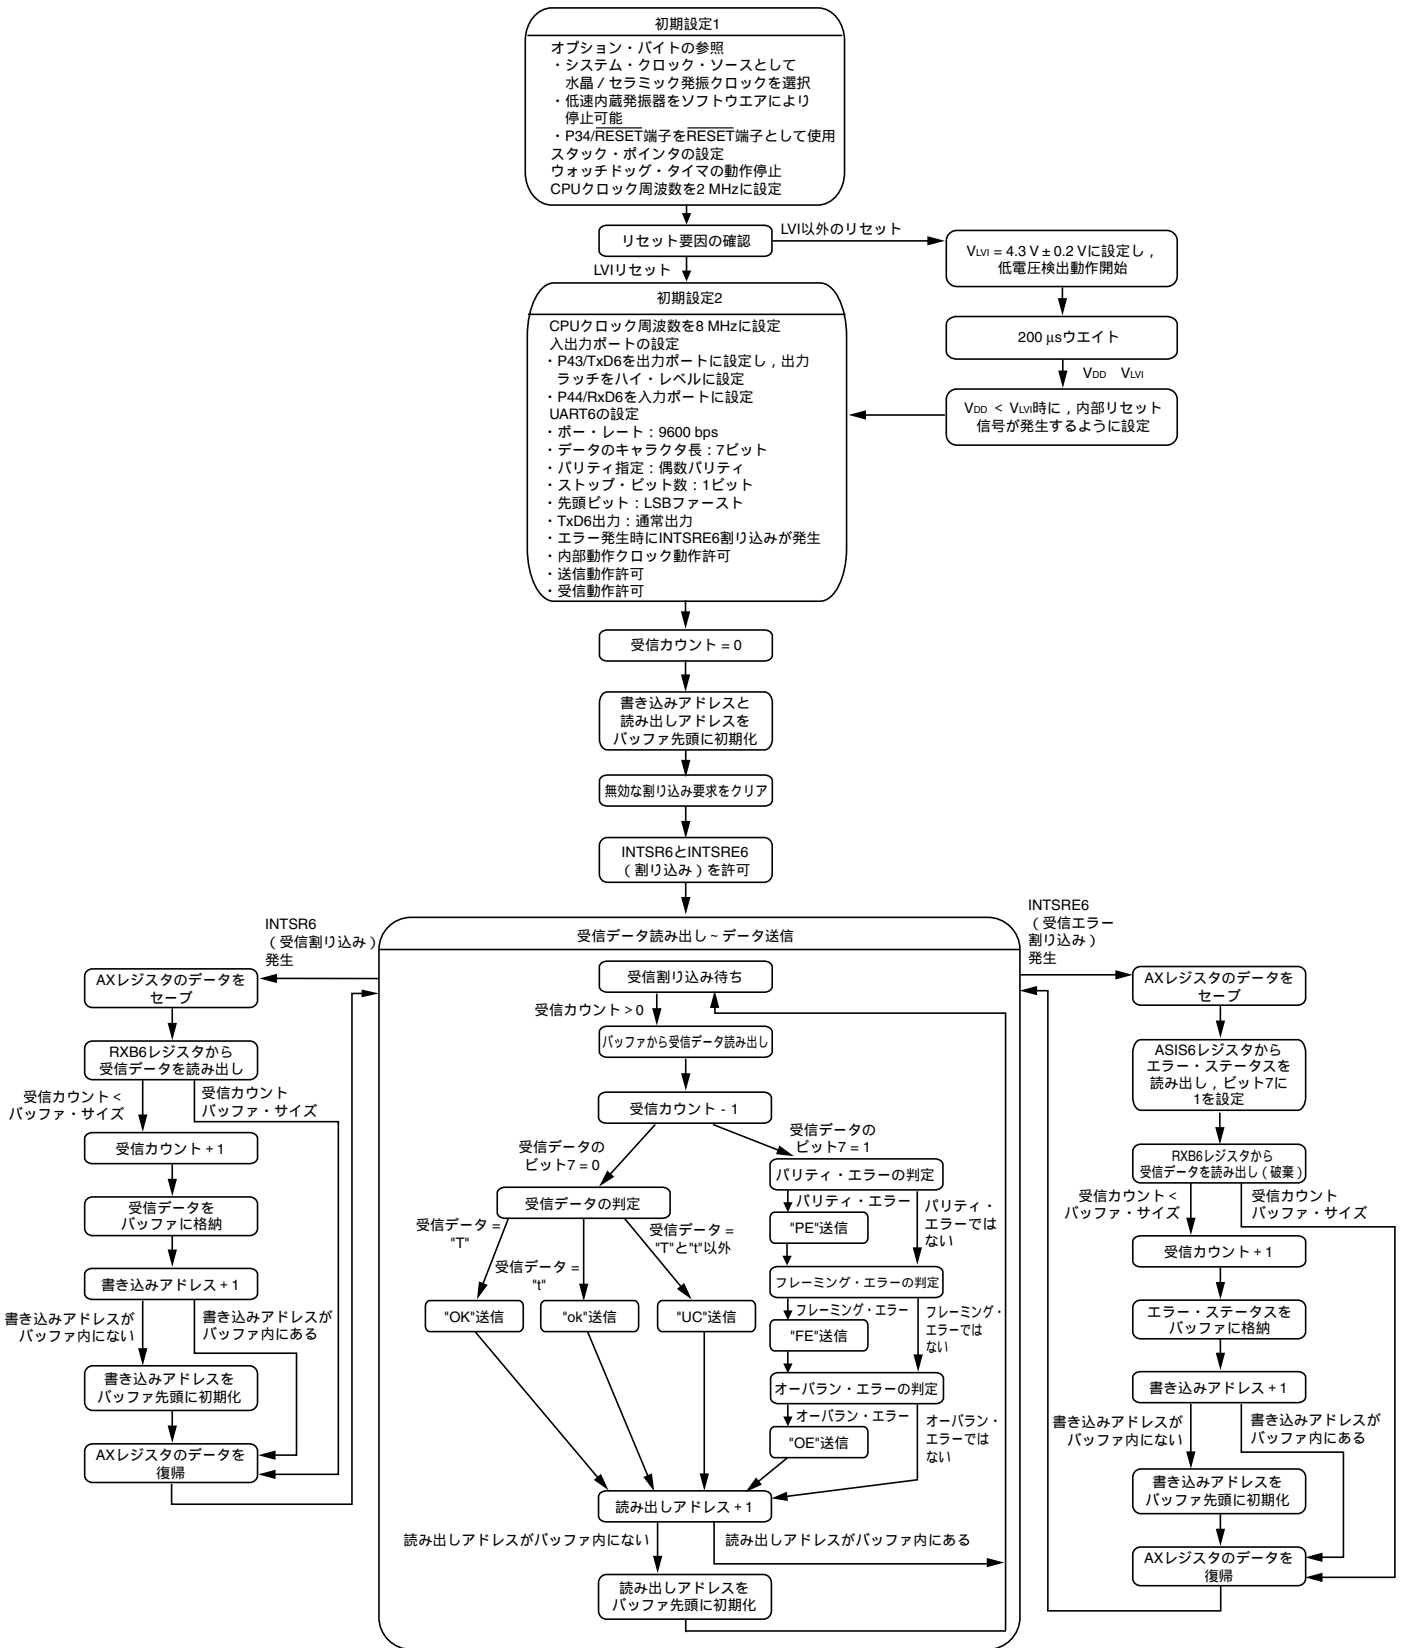 初期設定1
オプション・バイトの参照
・システム・クロック・ソースとして
水晶/セラミック発振クロックを選択
・低速内蔵発振器をソフトウエアにより
停止可能
・P34/RESET端子をRESET端子として使用
スタック・ポインタの設定
ウォッチドッグ・タイマの動作停止
CPUクロック周波数を2 MHzに設定
リセット要因の確認
LVI以外のリセット
VLVI = 4.3 V ± 0.2 Vに設定し,
低電圧検出動作開始
200 μsウエイト
VDD VLVI
VDD < VLVI時に,内部リセット
信号が発生するように設定
LVIリセット
初期設定2
CPUクロック周波数を8 MHzに設定
入出力ポートの設定
・P43/TxD6を出力ポートに設定し,出力
ラッチをハイ・レベルに設定
・P44/RxD6を入力ポートに設定
UART6の設定
・ボー・レート:9600 bps
・データのキャラクタ長:7ビット
・パリティ指定:偶数パリティ
・ストップ・ビット数:1ビット
・先頭ビット:LSBファースト
・TxD6出力:通常出力
・エラー発生時にINTSRE6割り込みが発生
・内部動作クロック動作許可
・送信動作許可
・受信動作許可
受信カウント = 0
書き込みアドレスと
読み出しアドレスを
バッファ先頭に初期化
無効な割り込み要求をクリア
INTSR6とINTSRE6
(割り込み)を許可
INTSR6
(受信割り込み)
発生
AXレジスタのデータを
セーブ
RXB6レジスタから
受信データを読み出し
受信カウント <
バッファ・サイズ
受信カウント
バッファ・サイズ
受信カウント + 1
受信データを
バッファに格納
書き込みアドレス + 1
書き込みアドレスが
バッファ内にない
書き込みアドレスが
バッファ内にある
書き込みアドレスを
バッファ先頭に初期化
AXレジスタのデータを
復帰
受信データ読み出し~データ送信
受信割り込み待ち
受信カウント > 0
バッファから受信データ読み出し
受信カウント - 1
受信データの
ビット7 = 0
受信データの
ビット7 = 1
受信データの判定
受信データ =
"T"
受信データ =
"t"
受信データ =
"T"と"t"以外
"OK"送信
"ok"送信
"UC"送信
パリティ・エラーの判定
パリティ・エラー
パリティ・
エラーでは
ない
"PE"送信
フレーミング・エラーの判定
フレーミング・エラー
フレーミング・
エラーでは
ない
"FE"送信
オーバラン・エラーの判定
オーバラン・エラー
オーバラン・
エラーでは
ない
"OE"送信
読み出しアドレス + 1
読み出しアドレスがバッファ内にない
読み出しアドレスがバッファ内にある
読み出しアドレスを
バッファ先頭に初期化
INTSRE6
(受信エラー
割り込み)
発生
AXレジスタのデータを
セーブ
ASIS6レジスタから
エラー・ステータスを
読み出し,ビット7に
1を設定
RXB6レジスタから
受信データを読み出し(破棄)
受信カウント <
バッファ・サイズ
受信カウント
バッファ・サイズ
受信カウント + 1
エラー・ステータスを
バッファに格納
書き込みアドレス + 1
書き込みアドレスが
バッファ内にない
書き込みアドレスが
バッファ内にある
書き込みアドレスを
バッファ先頭に初期化
AXレジスタのデータを
復帰